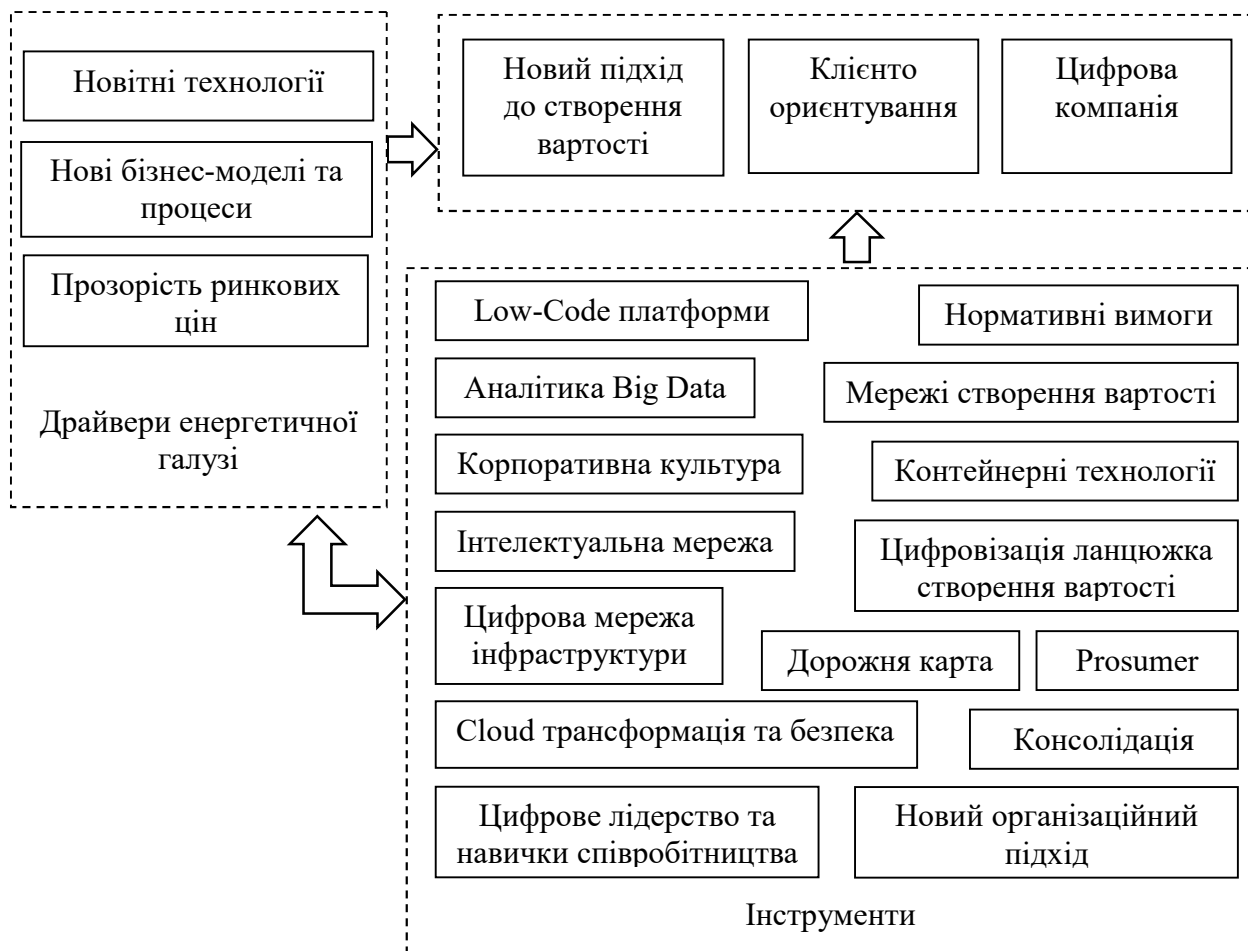 Новітні технології
Нові бізнес-моделі та
процеси
Прозорість ринкових
цін
Драйвери енергетичної
галузі
Новий підхід
до створення
вартості
Клієнто
ориєнтування
Цифрова
компанія
Low-Code платформи
Нормативні вимоги
Аналітика Big Data
Мережі створення вартості
Корпоративна культура
Контейнерні технології
Інтелектуальна мережа
Цифровізація ланцюжка
створення вартості
Цифрова мережа
інфраструктури
Дорожня карта
Prosumer
Cloud трансформація та безпека
Консолідація
Цифрове лідерство та
навички співробітництва
Новий організаційний
підхід
Інструменти